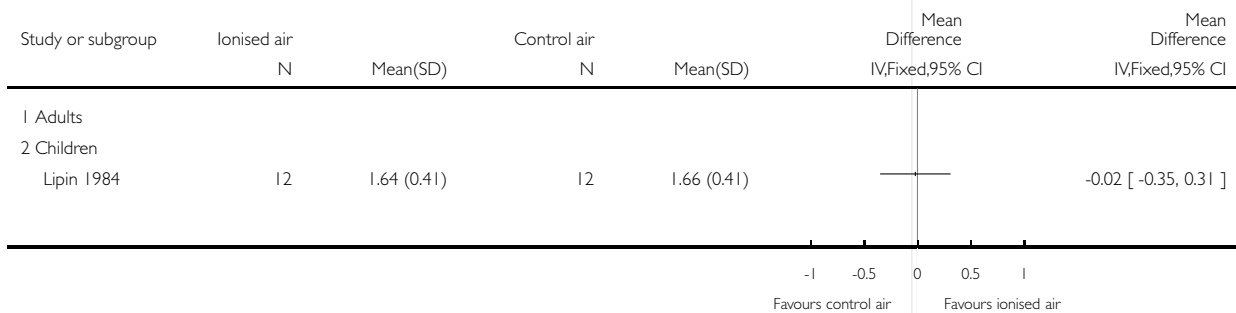 Study or subgroup Ionised air Control air Mean Difference Mean Difference
N Mean(SD) N Mean(SD) IV,Fixed,95% CI IV,Fixed,95% CI
1 Adults
2 Children
Lipin 1984 12 1.64 (0.41) 12 1.66 (0.41) -0.02 [ -0.35, 0.31 ]
-1 -0.5 0 0.5 1
Favours control air Favours ionised air